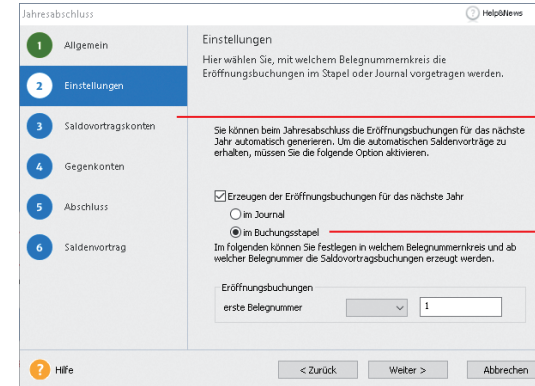 Jahresabschluss
Help&News
1 Allgemein
2 Einstellungen
3 Saldovortragskonten
4 Gegenkonten
5 Abschluss
6 Saldenvortrag
Einstellungen
Hier wählen Sie, mit welchem Belegnummernkreis die
Eröffnungsbuchungen im Stapel oder Journal vorgetragen werden.
Sie können beim Jahresabschluss die Eröffnungsbuchungen für das nächste
Jahr automatisch generieren. Um die automatischen Saldenvorträge zu
erhalten, müssen Sie die folgende Option aktivieren.
Erzeugen der Eröffnungsbuchungen für das nächste Jahr
im Journal
im Buchungsstapel
Im folgenden können Sie festlegen in welchem Belegnummernkreis und ab
welcher Belegnummer die Saldovortragsbuchungen erzeugt werden.
Eröffnungsbuchungen
erste Belegnummer 1
? Hilfe
< Zurück
Weiter >
Abbrechen